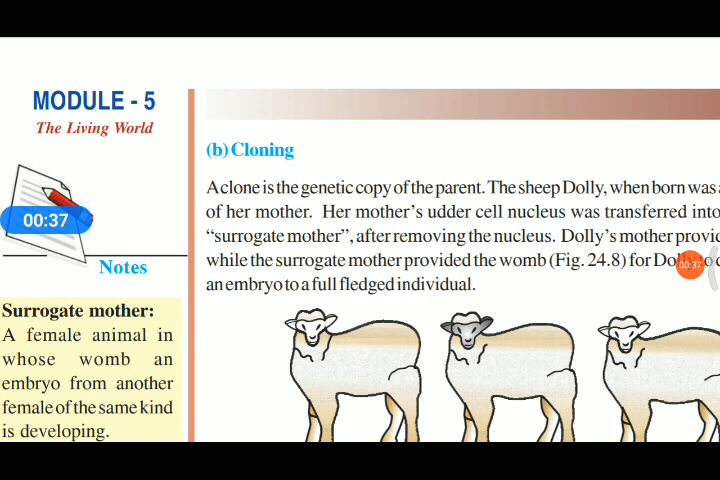 MODULE - 5
The Living World
00:37
Notes
Surrogate mother:
A female animal in
whose womb an
embryo from another
female of the same kind
is developing.
(b) Cloning
A clone is the genetic copy of the parent. The sheep Dolly, when born was
of her mother. Her mother's udder cell nucleus was transferred into
“surrogate mother”, after removing the nucleus. Dolly's mother
while the surrogate mother provided the womb (Fig. 24.8) for
an embryo to a full fledged individual.
00:37